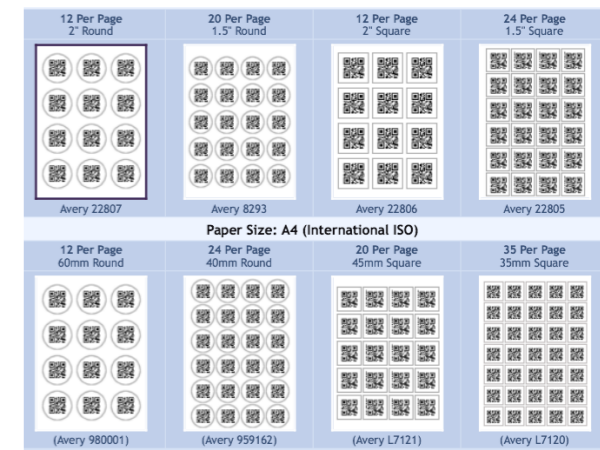 12 Per Page
2" Round
20 Per Page
1.5" Round
12 Per Page
2" Square
24 Per Page
1.5" Square
Avery 22807
Avery 8293
Avery 22806
Avery 22805
Paper Size: A4 (International ISO)
12 Per Page
60mm Round
24 Per Page
40mm Round
20 Per Page
45mm Square
35 Per Page
35mm Square
(Avery 980001)
(Avery 959162)
(Avery L7121)
(Avery L7120)